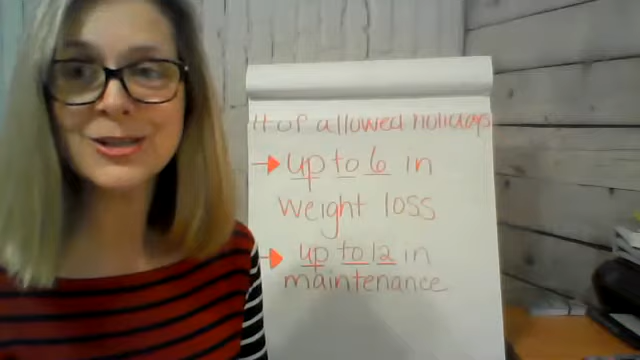 # of allowed holidays
→ up to 6 in
weight loss
→ up to 12 in
maintenance